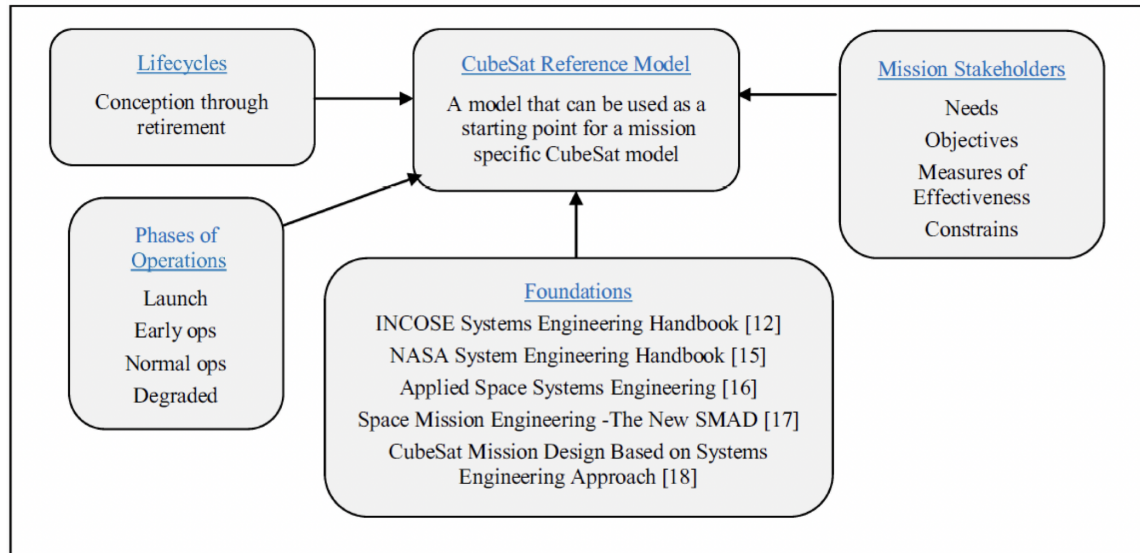 Lifecycles
Conception through
retirement
CubeSat Reference Model
A model that can be used as a
starting point for a mission
specific CubeSat model
Mission Stakeholders
Needs
Objectives
Measures of
Effectiveness
Constrains
Phases of
Operations
Launch
Early ops
Normal ops
Degraded
Foundations
INCOSE Systems Engineering Handbook [12]
NASA System Engineering Handbook [15]
Applied Space Systems Engineering [16]
Space Mission Engineering -The New SMAD [17]
CubeSat Mission Design Based on Systems
Engineering Approach [18]